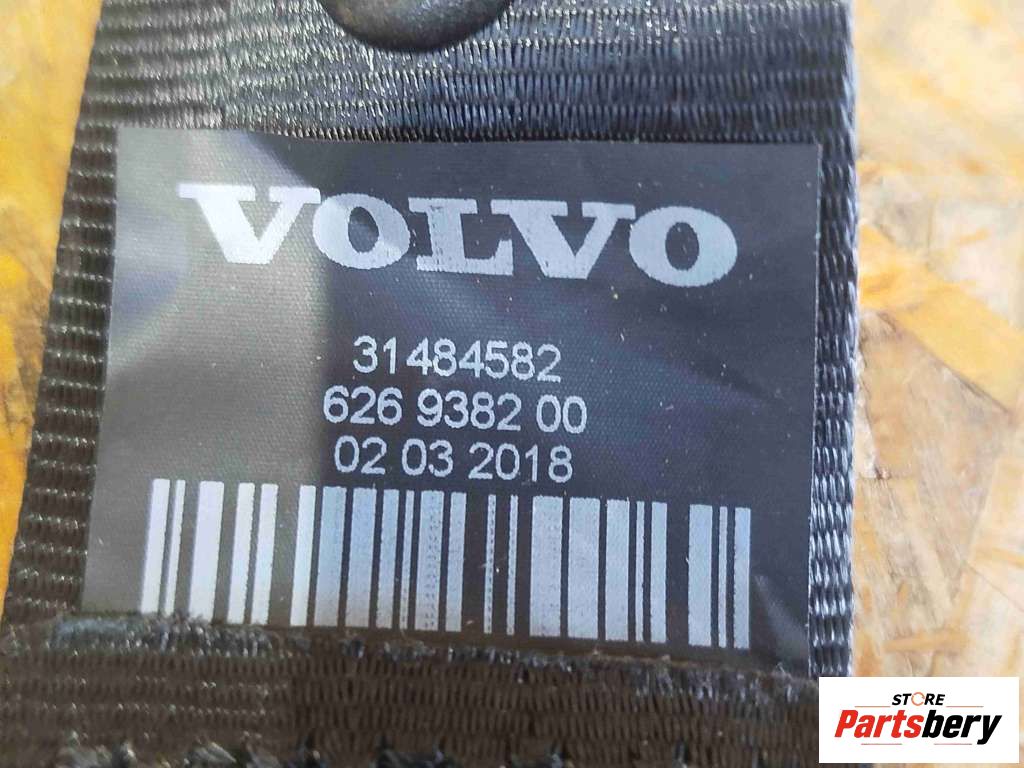 VOLVO
31484582
626 9382 00
02 03 2018
STORE
Partsbery